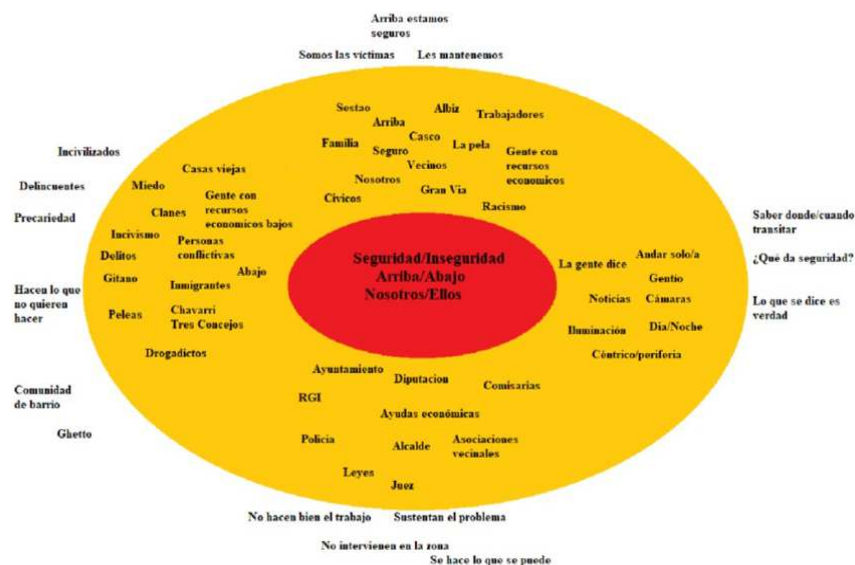 Arriba estamos
seguros
Somos las víctimas
Les mantenemos
Sestao
Albiz
Trabajadores
Arriba
Casco
Familia
La pela
Seguro
Gente con
recursos
economicos
Vecinos
Nosotros
Gran Via
Cívicos
Racismo
Incivilizados
Casas viejas
Delincuentes
Miedo
Gente con
recursos
economicos bajos
Clanes
Precariedad
Incivismo
Personas
conflictivas
Delitos
Abajo
Gitano
Inmigrantes
Hacen lo que
no quieren
hacer
Chavarri
Tres Concejos
Peleas
Drogadictos
Comunidad
de barrio
Ghetto
Seguridad/Inseguridad
Arriba/Abajo
Nosotros/Ellos
Saber donde/cuando
transitar
¿Qué da seguridad?
Lo que se dice es
verdad
La gente dice
Andar solo/a
Gentío
Noticias
Cámaras
Iluminación
Dia/Noche
Céntrico/periferia
Ayuntamiento
Diputacion
Comisarias
RGI
Ayudas económicas
Policia
Alcalde
Asociaciones
vecinales
Leyes
Juez
No hacen bien el trabajo
Sustentan el problema
No intervienen en la zona
Se hace lo que se puede